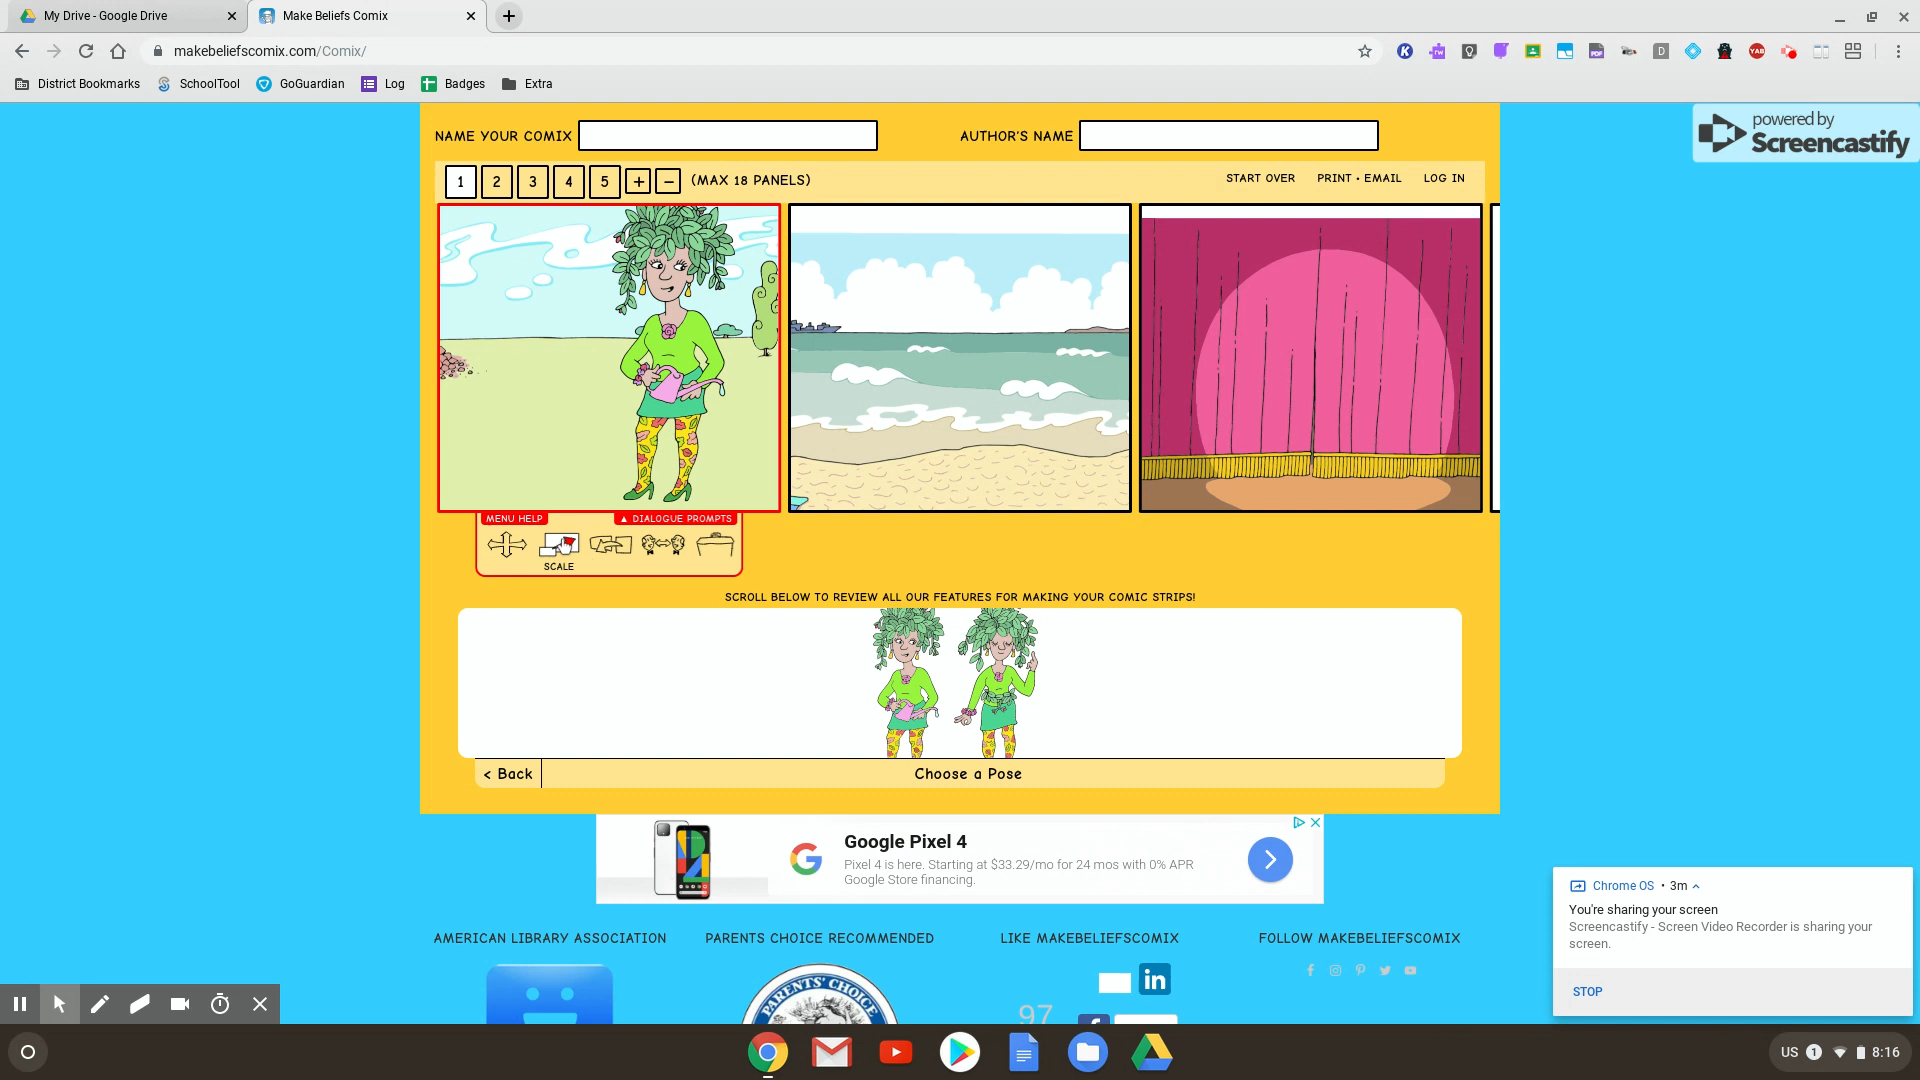 My Drive - Google Drive
Make Beliefs Comix
makebeliefscomix.com/Comix/
District Bookmarks
SchoolTool
GoGuardian
Log
Badges
Extra
NAME YOUR COMIX
AUTHOR'S NAME
powered by
Screencastify
1 2 3 4 5 + − (MAX 18 PANELS)
START OVER
PRINT • EMAIL
LOG IN
MENU HELP
▲ DIALOGUE PROMPTS
SCALE
SCROLL BELOW TO REVIEW ALL OUR FEATURES FOR MAKING YOUR COMIC STRIPS!
< Back
Choose a Pose
Google Pixel 4
Pixel 4 is here. Starting at $33.29/mo for 24 mos with 0% APR
Google Store financing.
Chrome OS • 3m
You're sharing your screen
Screencastify - Screen Video Recorder is sharing your
screen.
STOP
AMERICAN LIBRARY ASSOCIATION
PARENTS CHOICE RECOMMENDED
LIKE MAKEBELIEFSCOMIX
FOLLOW MAKEBELIEFSCOMIX
PARENTS' CHOICE
in
97
US 1 8:16